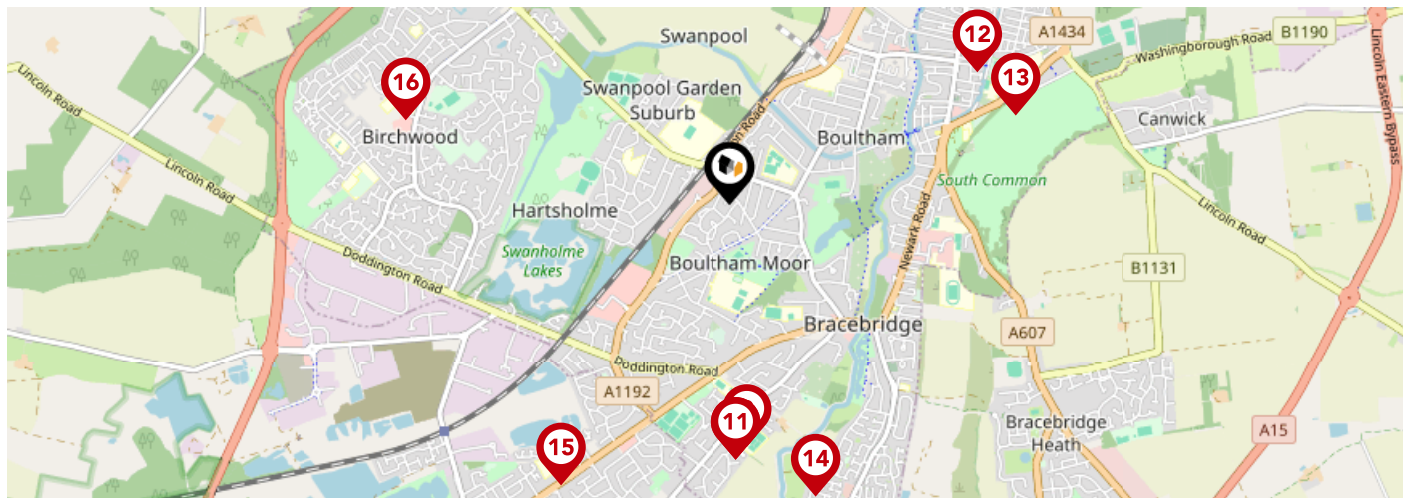 12
A1434
B1190
Swanpool
Washingborough Road
Lincoln Eastern Bypass
Lincoln Road
16
13
Swanpool Garden
Suburb
Birchwood
Boultham
Canwick
Lincoln Road
South Common
Hartsholme
Lincoln Road
Newark Road
Swanholme
Lakes
Doddington Road
Boultham Moor
B1131
Bracebridge
A607
Doddington Road
A1192
11
15
14
Bracebridge
Heath
A15